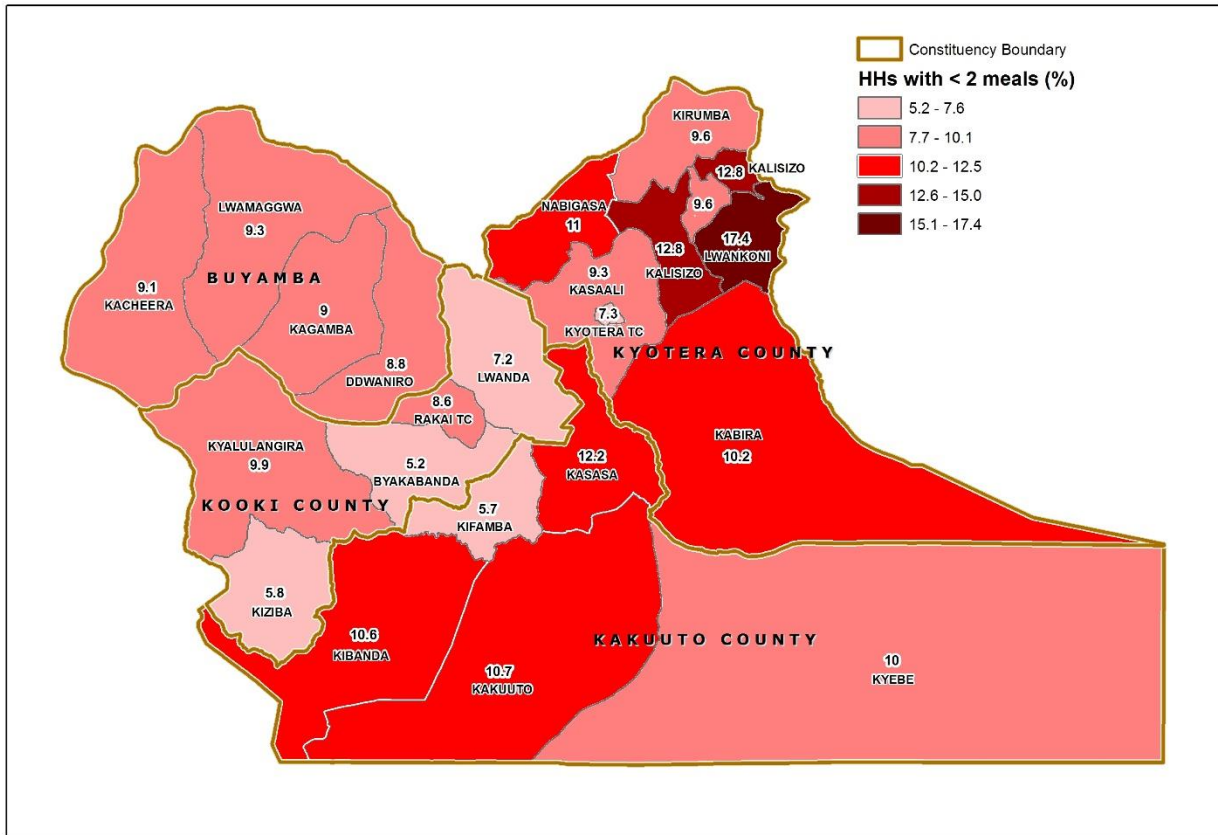 Constituency Boundary
HHs with < 2 meals (%)
5.2 - 7.6
7.7 - 10.1
10.2 - 12.5
12.6 - 15.0
15.1 - 17.4
KIRUMBA
9.6
12.8
KALISIZO
9.6
NABIGASA
11
17.4
LWANKONI
12.8
KALISIZO
LWAMAGGWA
9.3
9.3
KASAALI
BUYAMBA
9.1
KACHEERA
9
KAGAMBA
7.3
KYOTERA TC
KYOTERA COUNTY
8.8
DDWANIRO
7.2
LWANDA
8.6
RAKAI TC
KABIRA
10.2
KYALULANGIRA
9.9
5.2
BYAKABANDA
12.2
KASASA
KOOKI COUNTY
5.7
KIFAMBA
5.8
KIZIBA
10.6
KIBANDA
KAKUUTO COUNTY
10.7
KAKUUTO
10
KYEBE